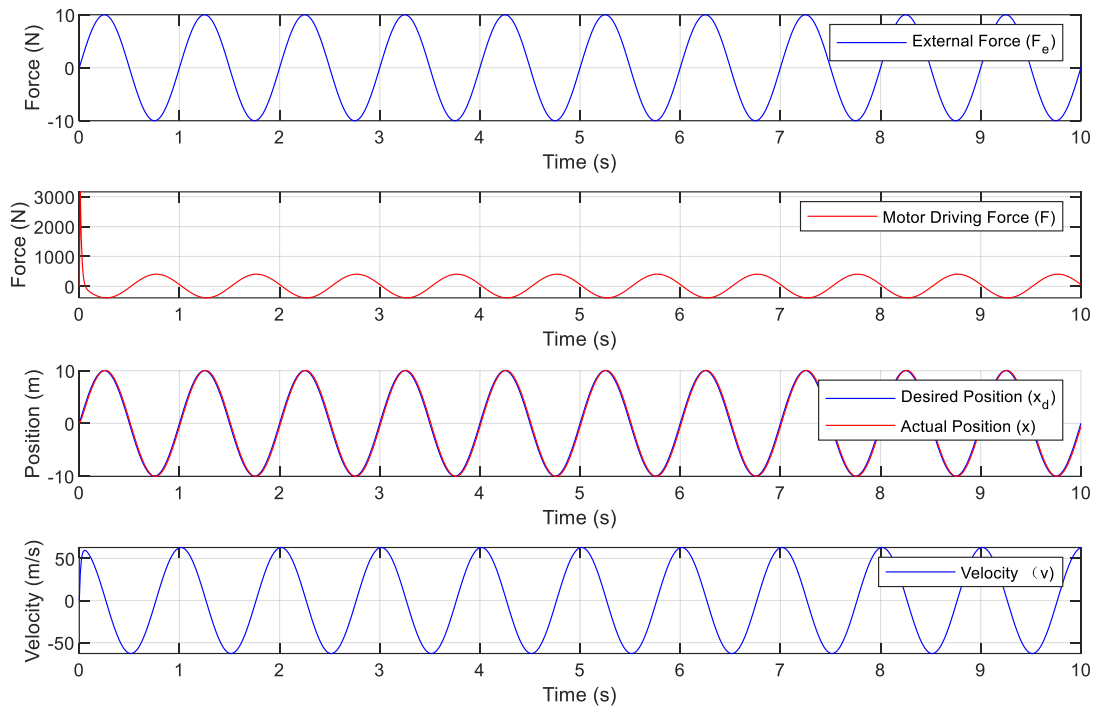 Force (N)
10
0
-10
External Force (Fe)
0 1 2 3 4 5 6 7 8 9 10
Time (s)
Force (N)
3000
2000
1000
0
Motor Driving Force (F)
0 1 2 3 4 5 6 7 8 9 10
Time (s)
Position (m)
10
0
-10
Desired Position (xd)
Actual Position (x)
0 1 2 3 4 5 6 7 8 9 10
Time (s)
Velocity (m/s)
50
0
-50
Velocity （v)
0 1 2 3 4 5 6 7 8 9 10
Time (s)